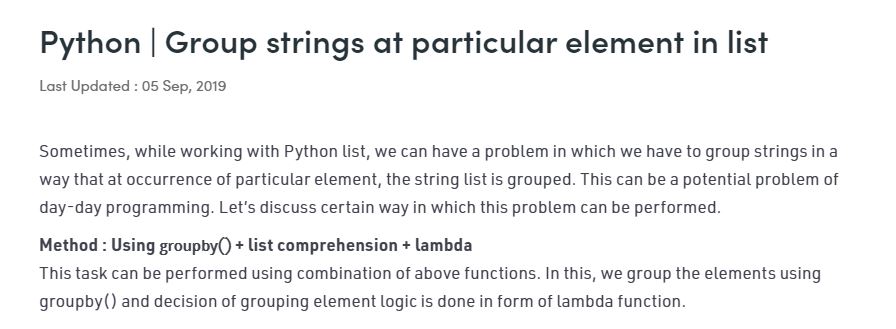 Python | Group strings at particular element in list
Last Updated : 05 Sep, 2019
Sometimes, while working with Python list, we can have a problem in which we have to group strings in a
way that at occurrence of particular element, the string list is grouped. This can be a potential problem of
day-day programming. Let’s discuss certain way in which this problem can be performed.
Method : Using groupby() + list comprehension + lambda
This task can be performed using combination of above functions. In this, we group the elements using
groupby() and decision of grouping element logic is done in form of lambda function.